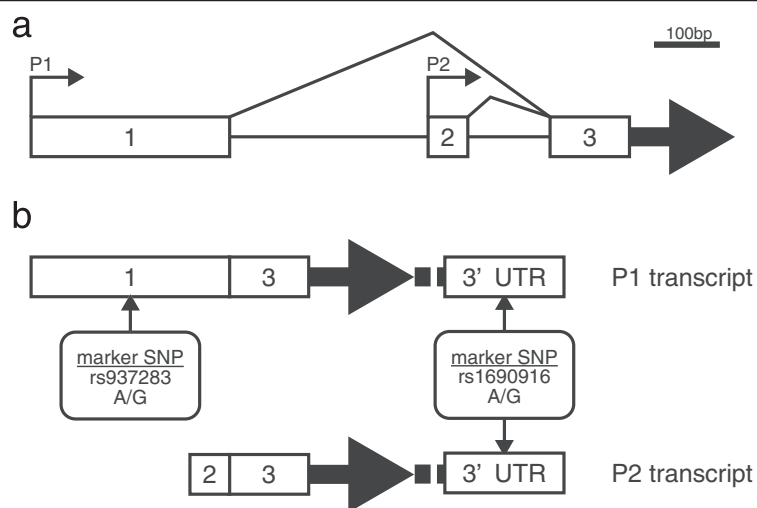 a
100bp
P1
P2
1
2
3
b
1
3
3' UTR
P1 transcript
marker SNP
rs937283
A/G
marker SNP
rs1690916
A/G
2
3
3' UTR
P2 transcript